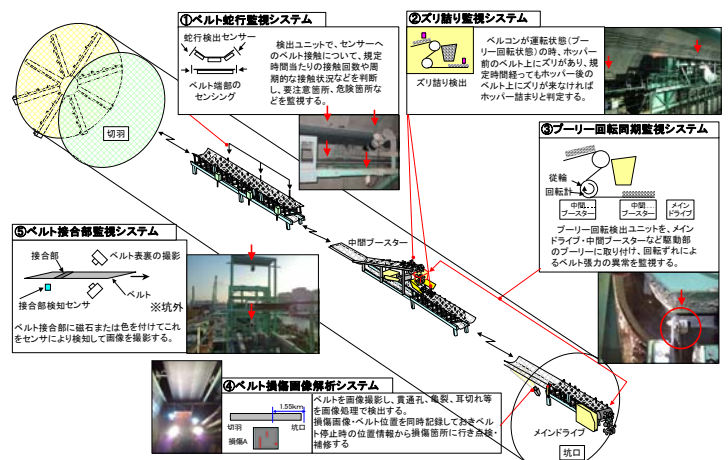 ①ベルト蛇行監視システム
蛇行検出センサー
ベルト端部の
センシング
検出ユニットで、センサーへ
のベルト接触について、規定
時間当たりの接触回数や周
期的な接触状況などを判断
し、要注意箇所、危険箇所な
どを監視する。
②ズリ詰り監視システム
ズリ詰り検出
ベルコンが運転状態(プー
リー回転状態)の時、ホッパー
前のベルト上にズリがあり、規
定時間経ってもホッパー後の
ベルト上にズリが来なければ
ホッパー詰まりと判定する。
③プーリー回転同期監視システム
従輪
回転計
中間
ブースター
中間
ブースター
メイン
ドライブ
プーリー回転検出ユニットを、メイン
ドライブ・中間ブースターなど駆動部
のプーリーに取り付け、回転ずれによ
るベルト張力の異常を監視する。
切羽
中間ブースター
⑤ベルト接合部監視システム
接合部
ベルト表裏の撮影
ベルト
接合部検知センサ
※坑外
ベルト接合部に磁石または色を付けてこれ
をセンサにより検知して画像を撮影する。
④ベルト損傷画像解析システム
1.55km
切羽
坑口
損傷A
ベルトを画像撮影し、貫通孔、亀裂、耳切れ等
を画像処理で検出する。
損傷画像・ベルト位置を同時記録しておきベ
ルト停止時の位置情報から損傷箇所に行き点検・
補修する
メインドライブ
坑口